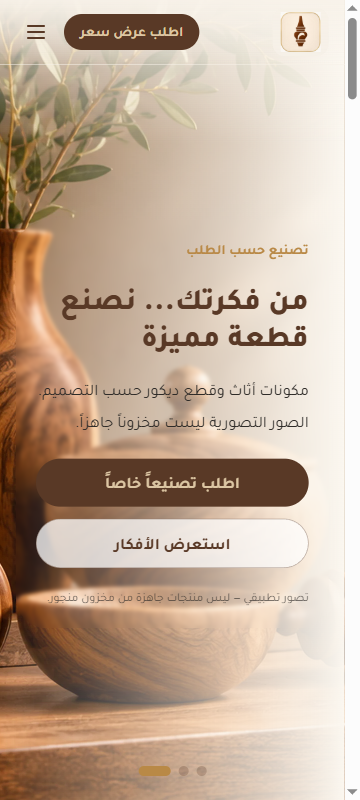 اطلب عرض سعر
تصنيع حسب الطلب
من فكرتك... نصنع
قطعة مميزة
مكونات أثاث وقطع ديكور حسب التصميم.
الصور التصورية ليست مخزوناً جاهزاً.
اطلب تصنيعاً خاصاً
استعرض الأفكار
تصور تطبيقي — ليس منتجات جاهزة من مخزون منجور.